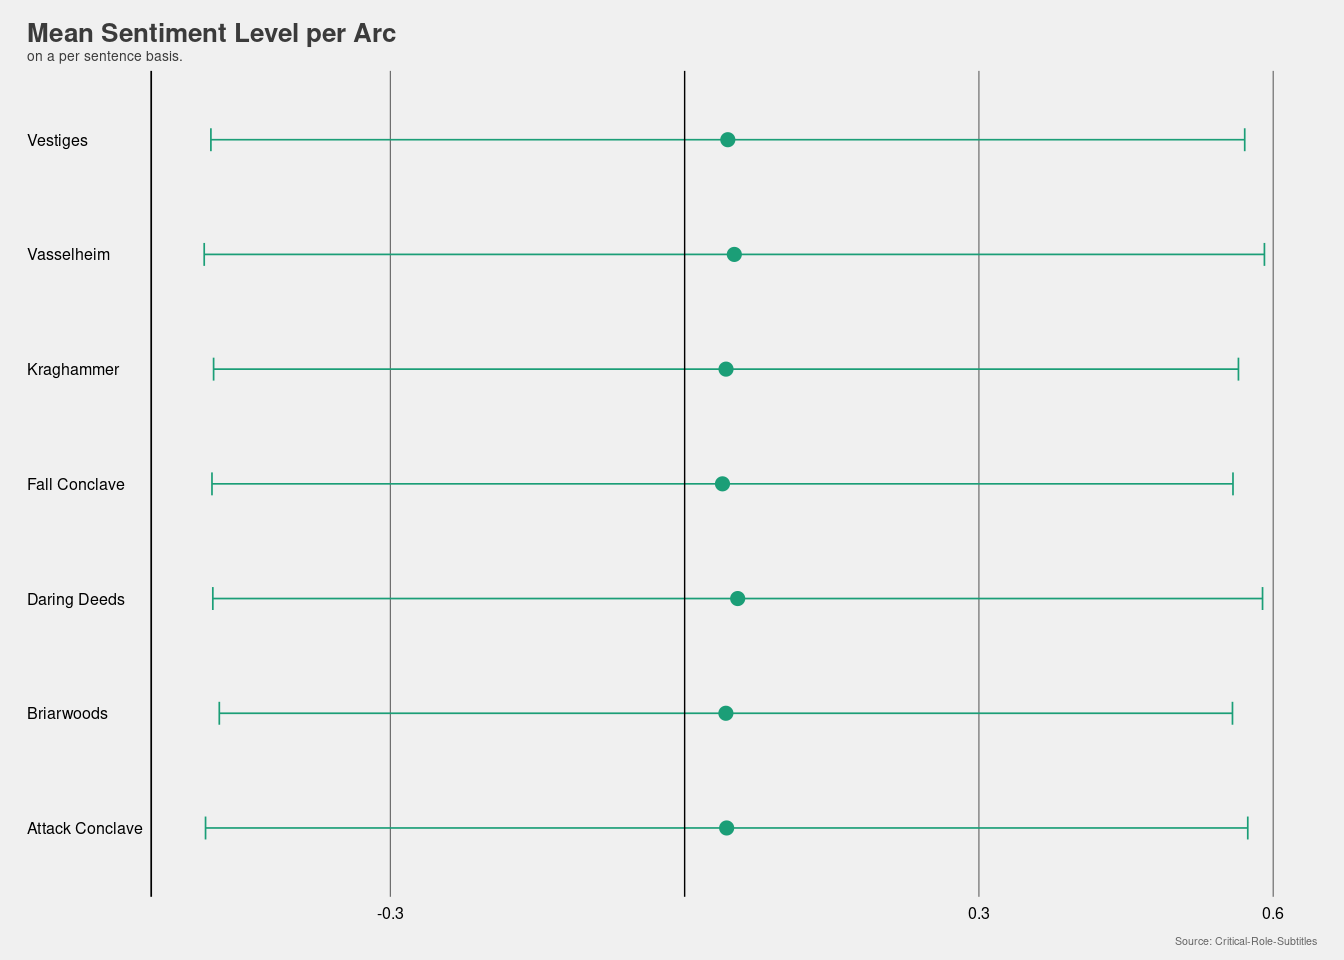 Mean Sentiment Level per Arc
on a per sentence basis.
Vestiges
Vasselheim
Kraghammer
Fall Conclave
Daring Deeds
Briarwoods
Attack Conclave
-0.3 0.3 0.6
Source: Critical-Role-Subtitles